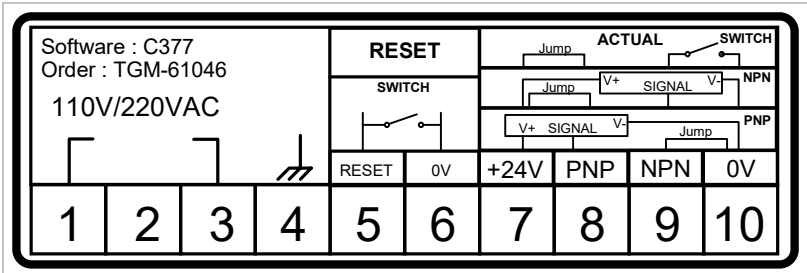 Software : C377
Order : TGM-61046
110V/220VAC
RESET
SWITCH
RESET 0V
Jump ACTUAL SWITCH
Jump V+ SIGNAL V- NPN
V+ SIGNAL V- Jump PNP
+24V PNP NPN 0V
1 2 3 4 5 6 7 8 9 10